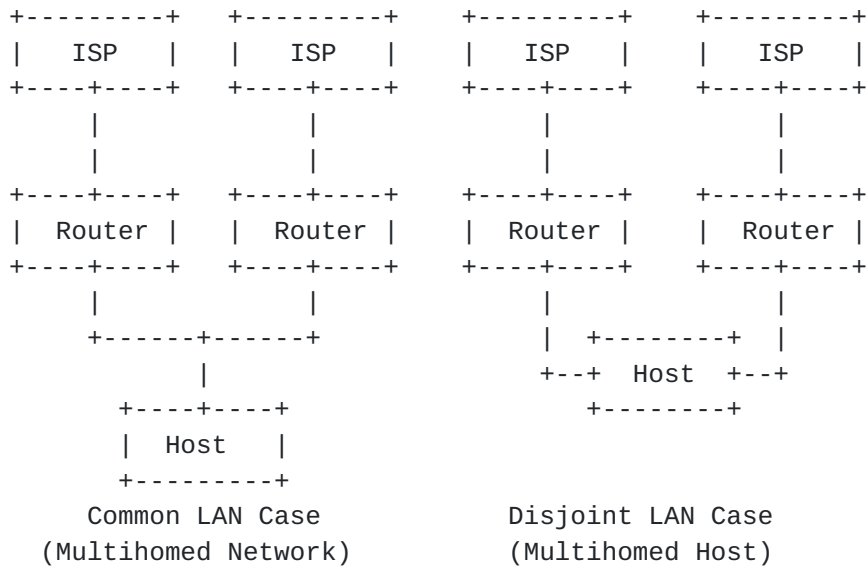 ISP ISP ISP ISP
Router Router Router Router
Host
Host
Common LAN Case Disjoint LAN Case
(Multihomed Network) (Multihomed Host)